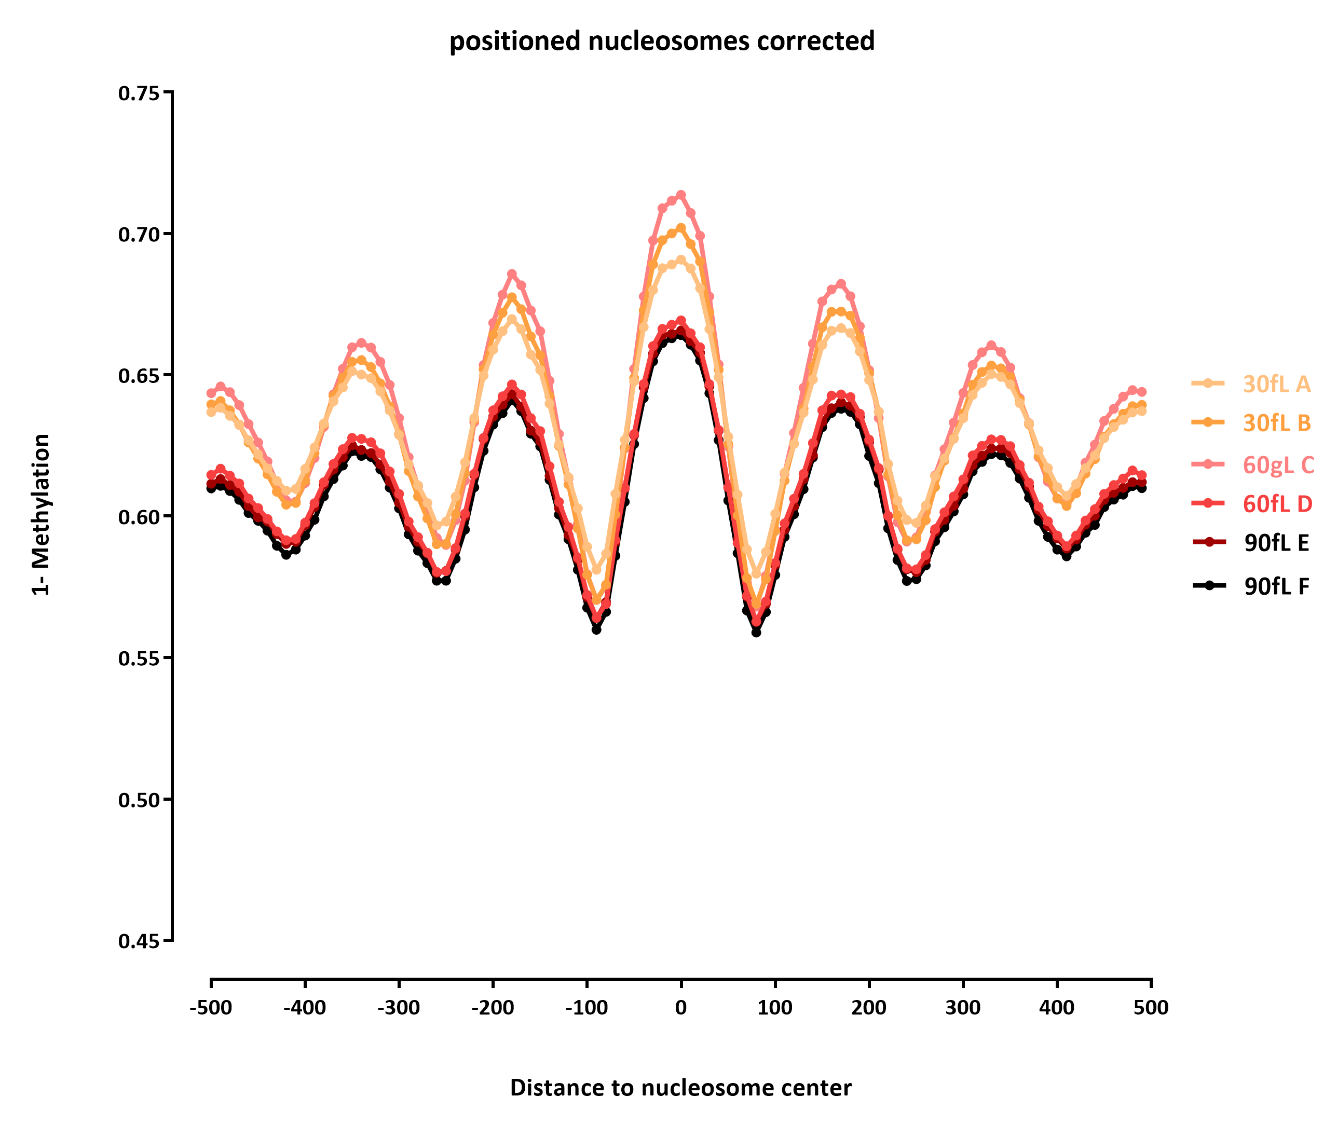 positioned nucleosomes corrected
0.75
0.70
0.65
0.60
0.55
0.50
0.45
1- Methylation
30fL A
30fL B
60gL C
60fL D
90fL E
90fL F
-500 -400 -300 -200 -100 0 100 200 300 400 500
Distance to nucleosome center